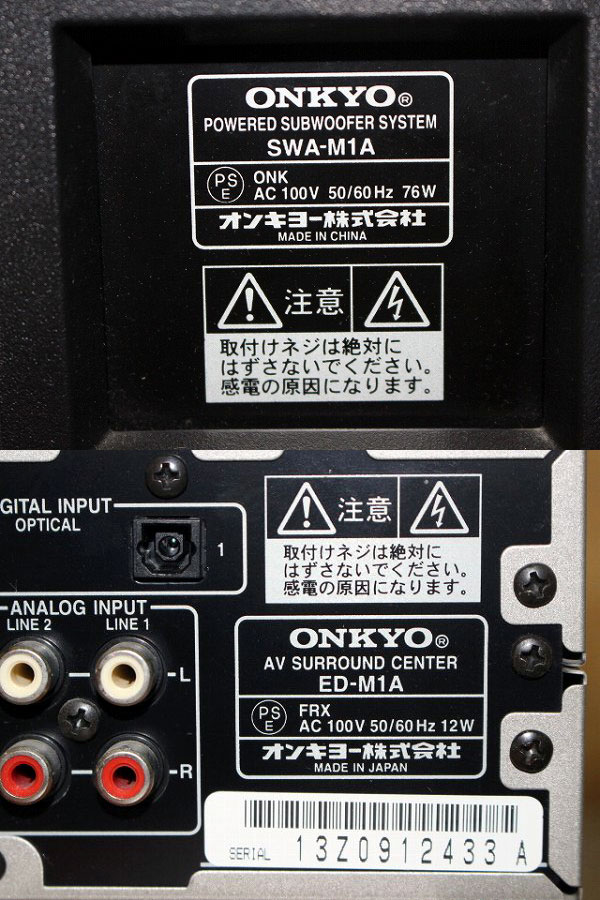 ONKYO®
POWERED SUBWOOFER SYSTEM
SWA-M1A
PS
E
ONK
AC 100V 50/60Hz 76W
オンキヨー株式会社
MADE IN CHINA
注意
取付けネジは絶対に
はずさないでください。
感電の原因になります。
GITAL INPUT
OPTICAL
1
注意
取付けネジは絶対に
はずさないでください。
感電の原因になります。
ANALOG INPUT
LINE 2 LINE 1
L
R
ONKYO®
AV SURROUND CENTER
ED-M1A
PS
E
FRX
AC 100V 50/60Hz 12W
オンキヨー株式会社
MADE IN JAPAN
SERIAL 13Z0912433 A